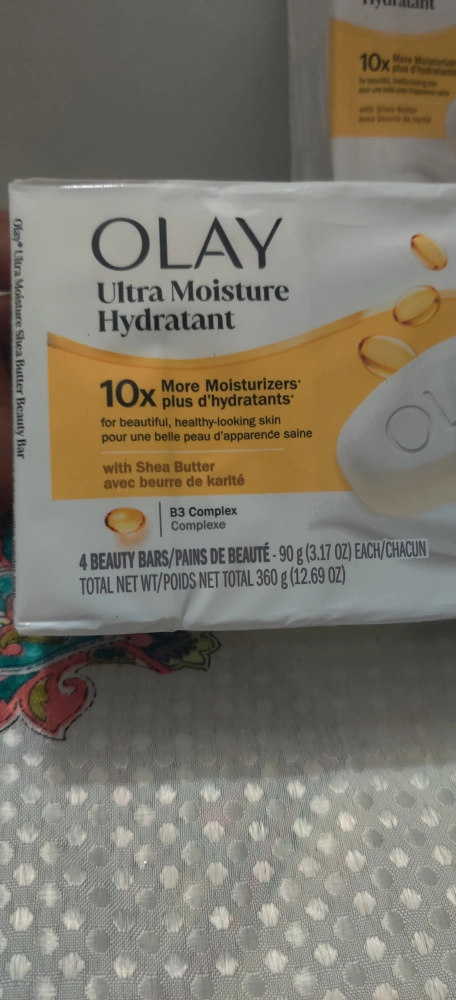 Hydratant
10x More Moisturizers
plus d'hydratants
with Shea Butter
avec beurre de karité
OLAY
Ultra Moisture
Hydratant
10x More Moisturizers*
plus d'hydratants*
for beautiful, healthy-looking skin
pour une belle peau d'apparence saine
with Shea Butter
avec beurre de karité
B3 Complex
Complexe
4 BEAUTY BARS/PAINS DE BEAUTÉ - 90 g (3.17 OZ) EACH/CHACUN
TOTAL NET WT/POIDS NET TOTAL 360 g (12.69 OZ)
Olay® Ultra Moisture Shea Butter Beauty Bar
OL